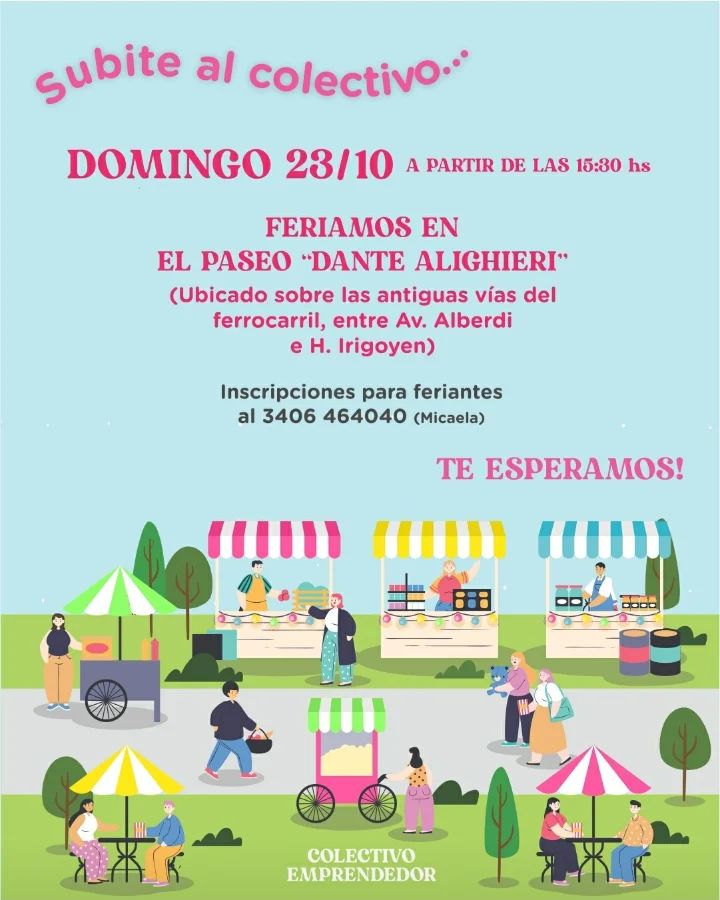 Subite al colectivo...
DOMINGO 23/10 A PARTIR DE LAS 15:30 hs
FERIAMOS EN
EL PASEO “DANTE ALIGHIERI”
(Ubicado sobre las antiguas vías del
ferrocarril, entre Av. Alberdi
e H. Irigoyen)
Inscripciones para feriantes
al 3406 464040 (Micaela)
TE ESPERAMOS!
COLECTIVO
EMPRENDEDOR